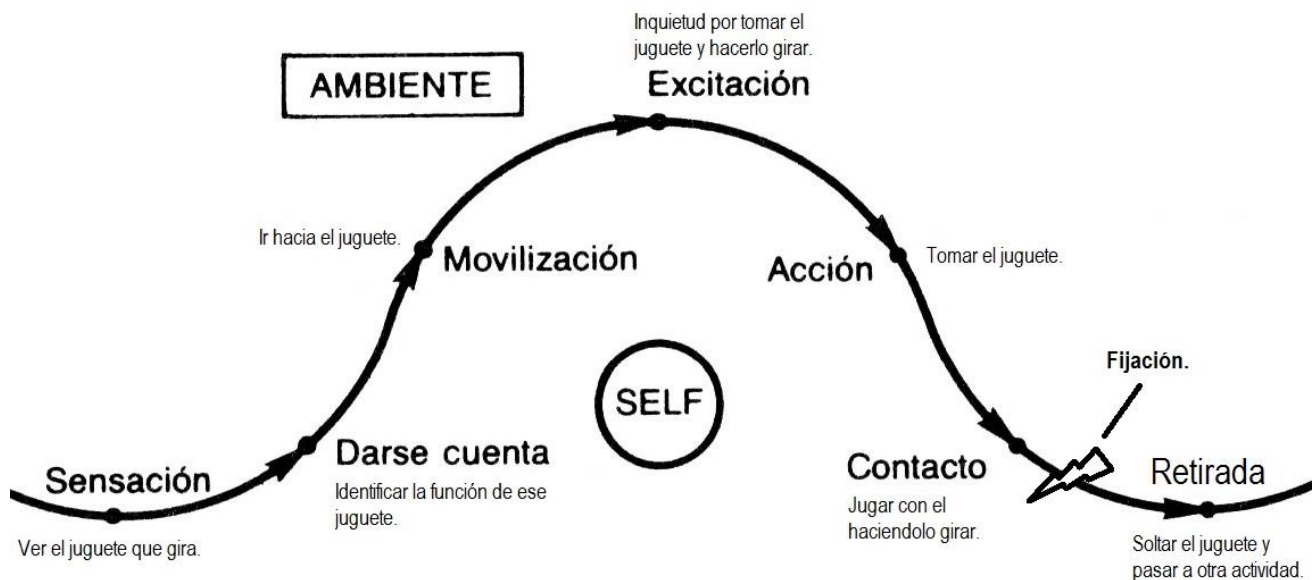 Inquietud por tomar el
juguete y hacerlo girar.
AMBIENTE
Excitación
Ir hacia el juguete.
Movilización
Acción
Tomar el juguete.
Fijación.
SELF
Sensación
Ver el juguete que gira.
Darse cuenta
Identificar la función de ese
juguete.
Contacto
Jugar con el
haciendolo girar.
Retirada
Soltar el juguete y
pasar a otra actividad.